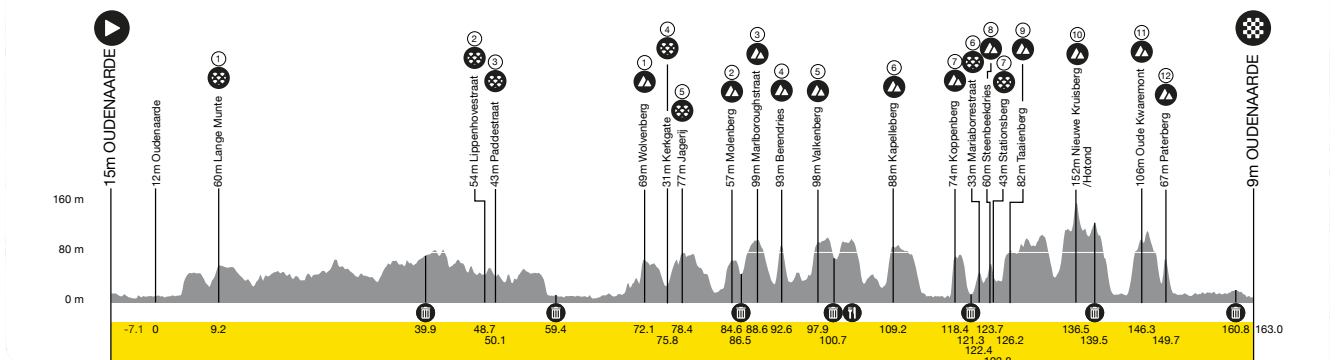 15m OUDENAARDE
12m Oudenaarde
1
60m Lange Munte
2
54m Lippenhovestraat
3
43m Paddestraat
1
69m Wolvenberg
4
31m Kerkgate
5
77m Jagerij
2
57m Molenberg
3
99m Marlboroughstraat
4
93m Berendries
5
98m Valkenberg
6
88m Kapelleberg
7
74m Koppenberg
6
33m Mariaborrestraat
8
60m Steenbeekdries
7
43m Stationsberg
9
82m Taaienberg
10
152m Nieuwe Kruisberg
/Hotond
11
106m Oude Kwaremont
12
67m Paterberg
9m OUDENAARDE
160 m
80 m
0 m
-7.1 0 9.2 39.9 48.7 59.4 72.1 78.4 84.6 88.6 92.6 97.9 109.2 118.4 123.7 136.5 146.3 160.8 163.0
50.1 75.8 86.5 100.7 121.3 126.2 139.5 149.7
122.4